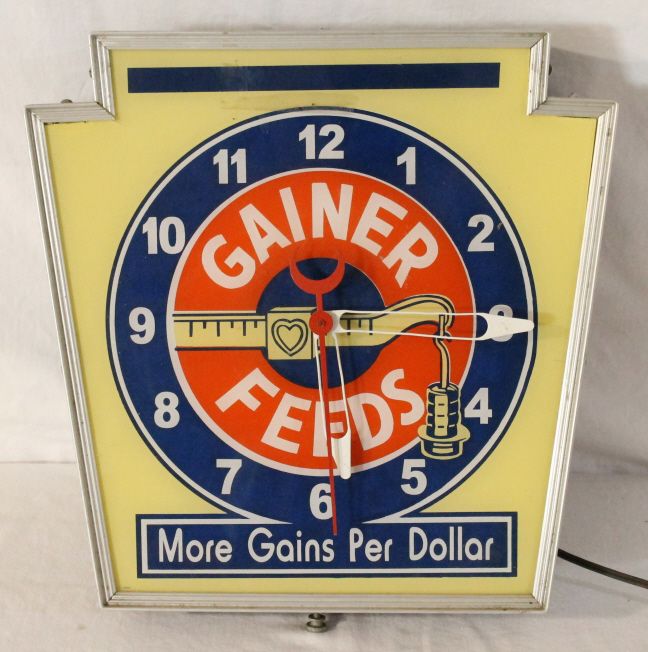 12
11 1
GAINER
10 2
9 3
8 4
FEEDS
7 5
6
More Gains Per Dollar